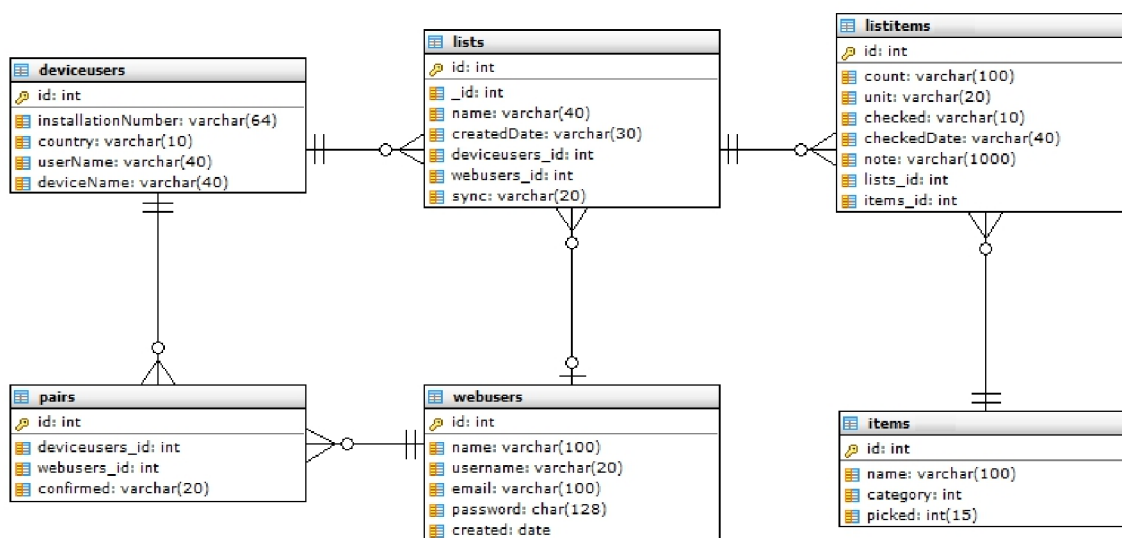 deviceusers
id: int
installationNumber: varchar(64)
country: varchar(10)
userName: varchar(40)
deviceName: varchar(40)
lists
id: int
_id: int
name: varchar(40)
createdDate: varchar(30)
deviceusers_id: int
webusers_id: int
sync: varchar(20)
listitems
id: int
count: varchar(100)
unit: varchar(20)
checked: varchar(10)
checkedDate: varchar(40)
note: varchar(1000)
lists_id: int
items_id: int
pairs
id: int
deviceusers_id: int
webusers_id: int
confirmed: varchar(20)
webusers
id: int
name: varchar(100)
username: varchar(20)
email: varchar(100)
password: char(128)
created: date
items
id: int
name: varchar(100)
category: int
picked: int(15)